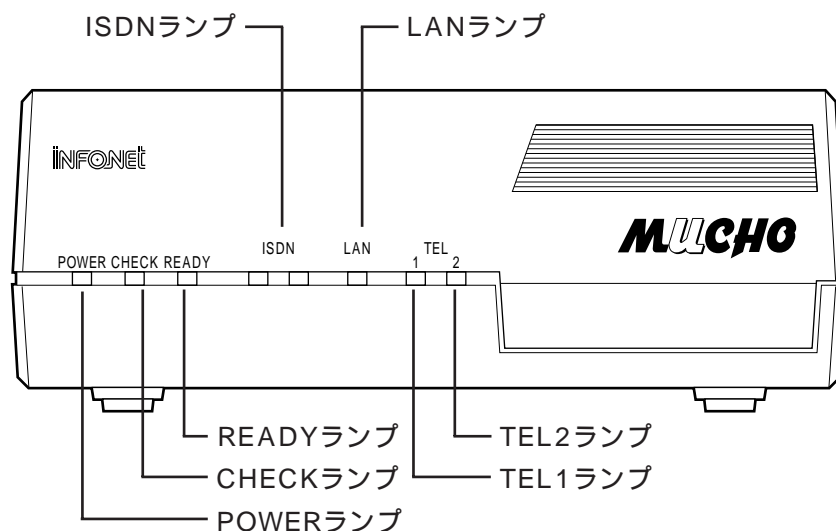 ISDNランプ LANランプ
iNFONEt
MUCHO
ISDN LAN TEL
POWER CHECK READY 1 2
READYランプ TEL2ランプ
CHECKランプ TEL1ランプ
POWERランプ